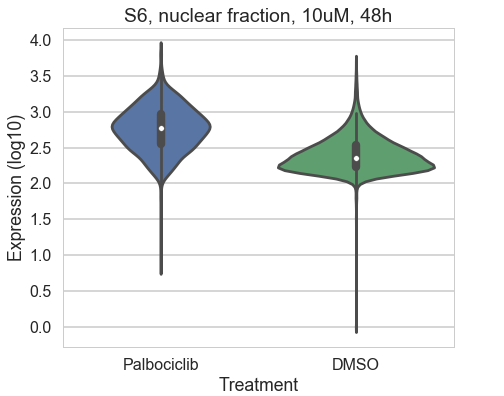 S6, nuclear fraction, 10uM, 48h
4.0
3.5
3.0
2.5
2.0
1.5
1.0
0.5
0.0
Expression (log10)
Palbociclib DMSO
Treatment